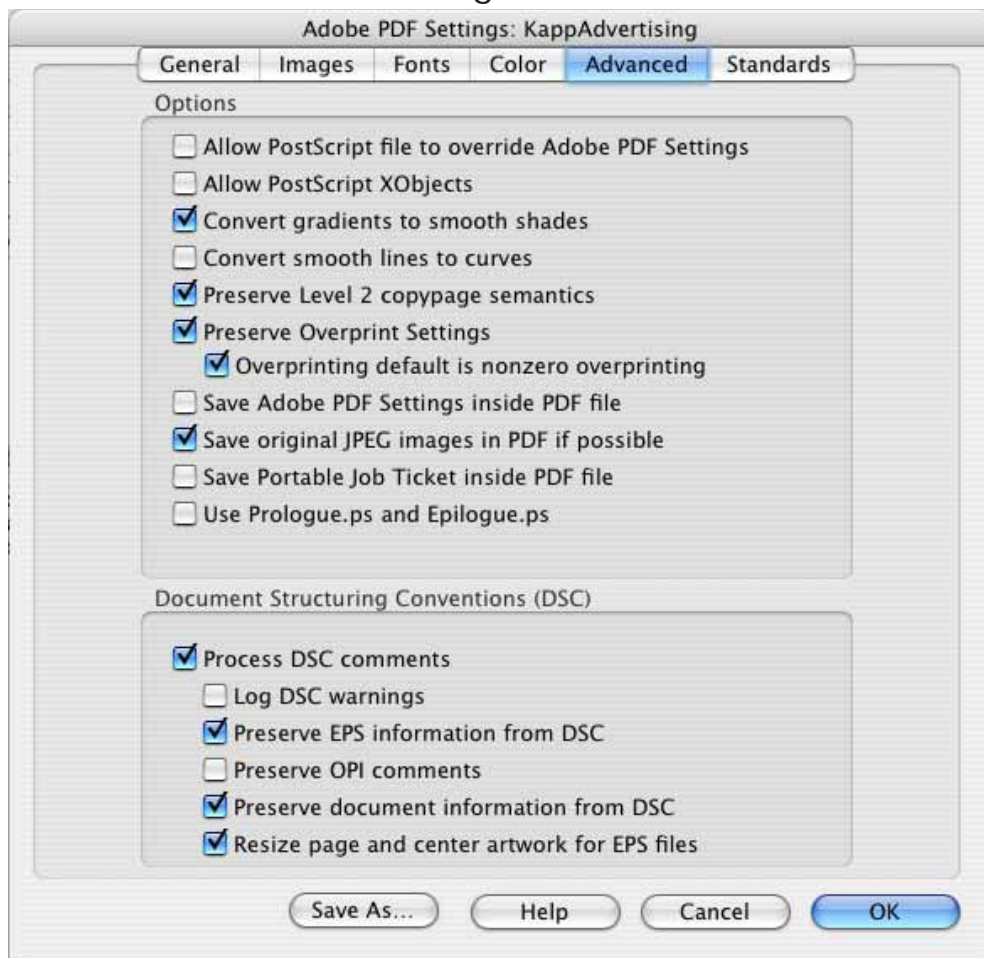 Adobe PDF Settings: KappAdvertising
General Images Fonts Color Advanced Standards
Options
Allow PostScript file to override Adobe PDF Settings
Allow PostScript XObjects
Convert gradients to smooth shades
Convert smooth lines to curves
Preserve Level 2 copypage semantics
Preserve Overprint Settings
Overprinting default is nonzero overprinting
Save Adobe PDF Settings inside PDF file
Save original JPEG images in PDF if possible
Save Portable Job Ticket inside PDF file
Use Prologue.ps and Epilogue.ps
Document Structuring Conventions (DSC)
Process DSC comments
Log DSC warnings
Preserve EPS information from DSC
Preserve OPI comments
Preserve document information from DSC
Resize page and center artwork for EPS files
Save As... Help Cancel OK